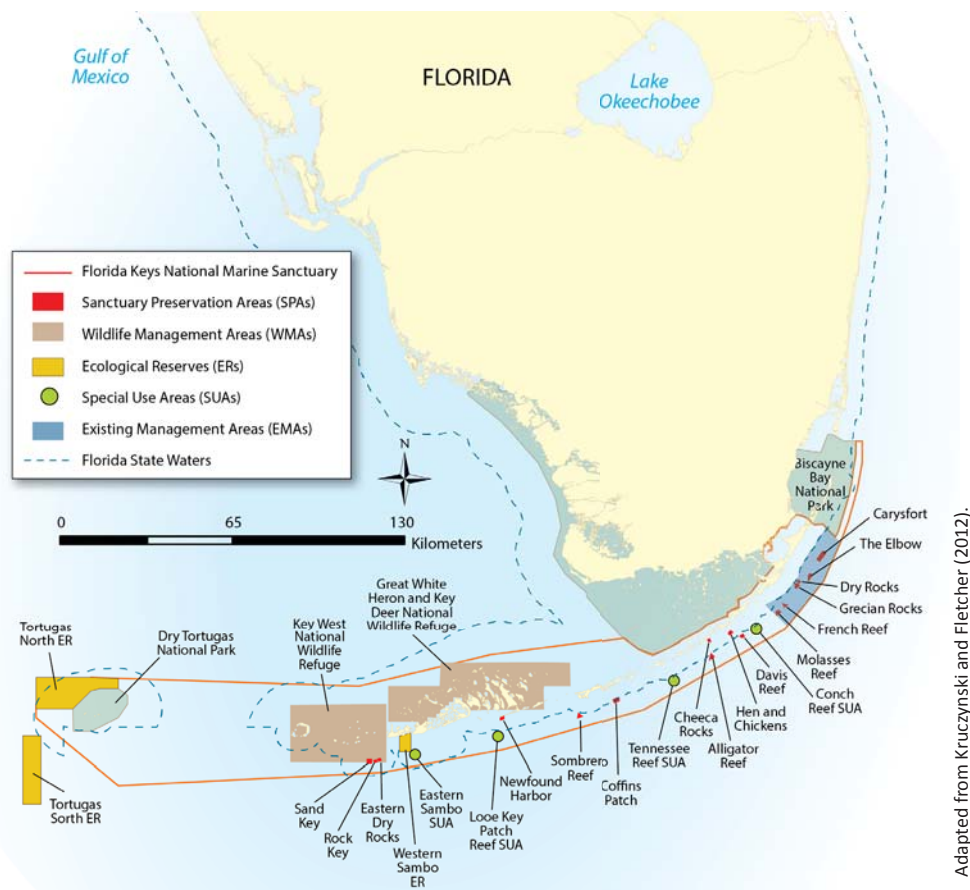 Gulf of
Mexico
FLORIDA
Lake
Okeechobee
Florida Keys National Marine Sanctuary
Sanctuary Preservation Areas (SPAs)
Wildlife Management Areas (WMAs)
Ecological Reserves (ERs)
Special Use Areas (SUAs)
Existing Management Areas (EMAs)
Florida State Waters
N
0
65
130
Kilometers
Biscayne
Bay
National
Park
Carysfort
The Elbow
Dry Rocks
Grecian Rocks
French Reef
Molasses
Reef
Conch
Reef SUA
Davis
Reef
Hen and
Chickens
Alligator
Reef
Cheeca
Rocks
Tennessee
Reef SUA
Coffins
Patch
Sombrero
Reef
Newfound
Harbor
Looe Key
Patch
Reef SUA
Eastern
Sambo
SUA
Western
Sambo
ER
Eastern
Dry
Rocks
Rock
Key
Sand
Key
Great White
Heron and Key
Deer National
Wildlife Refuge
Key West
National
Wildlife
Refuge
Dry Tortugas
National Park
Tortugas
North ER
Tortugas
Sorth ER
Adapted from Kruczynski and Fletcher (2012).